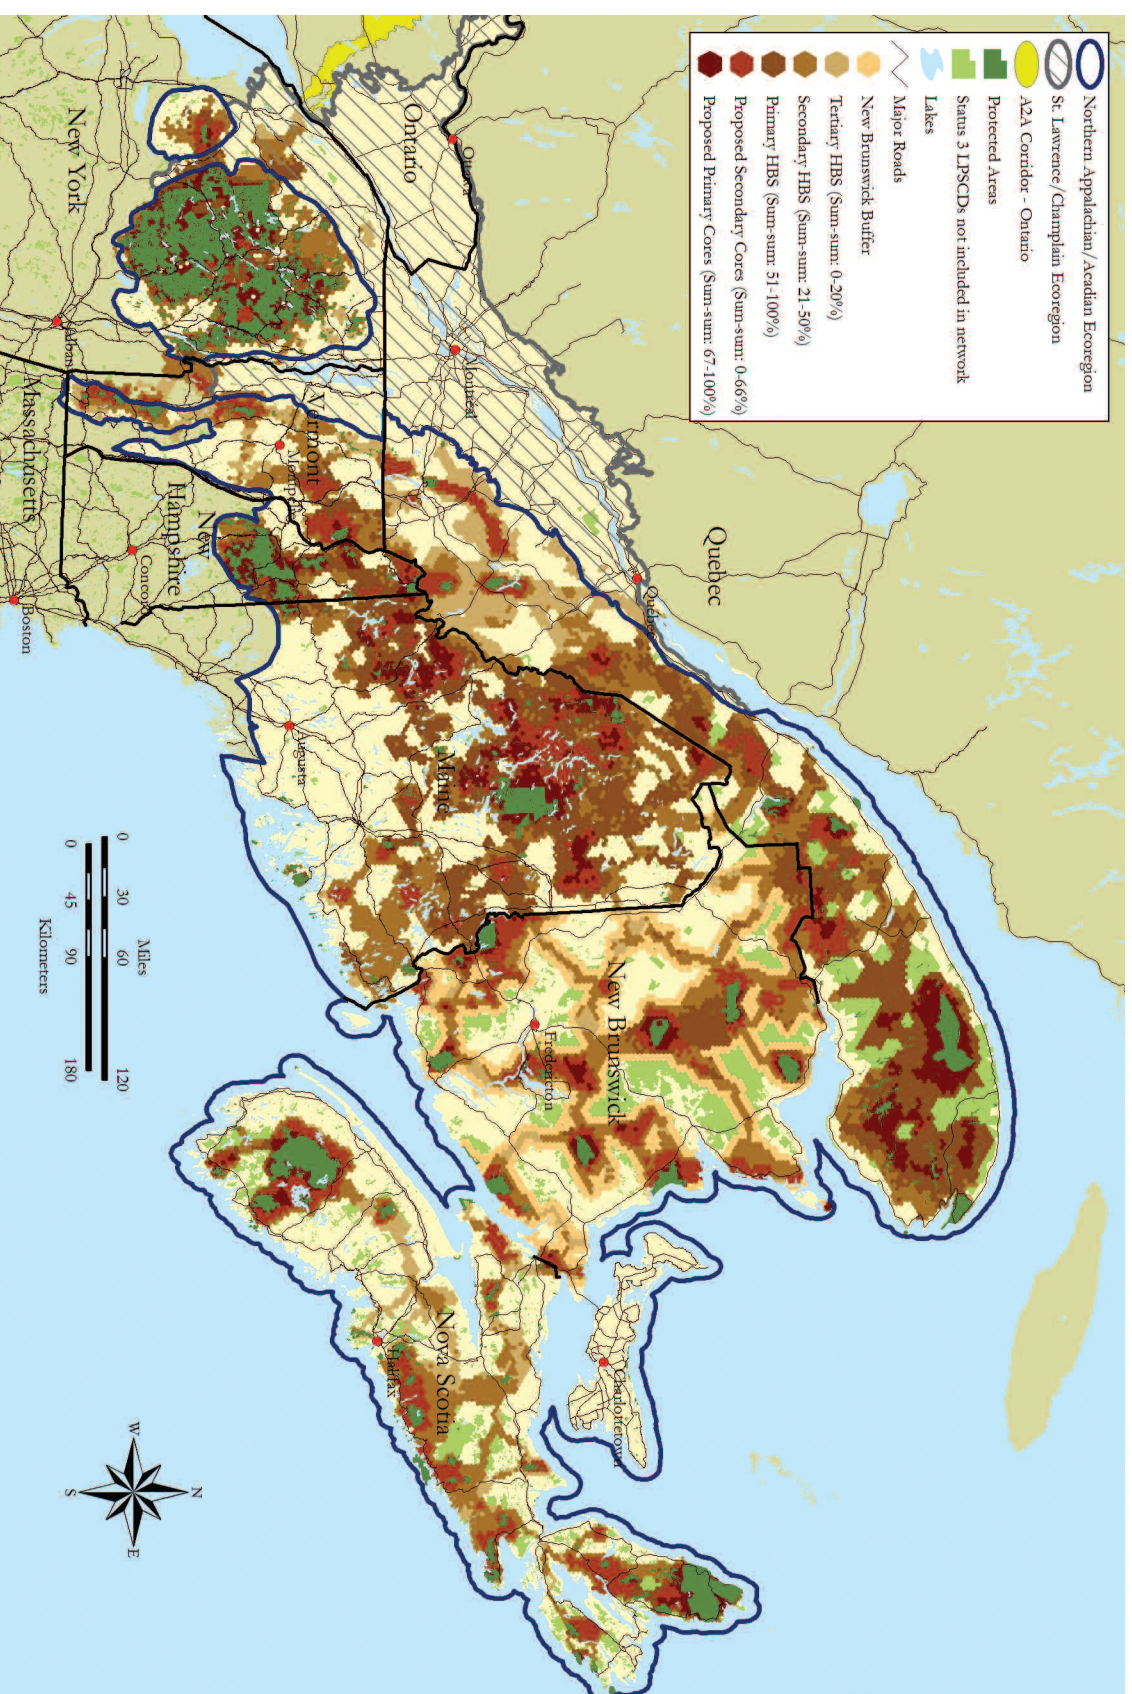 Northern Appalachian/Acadian Ecoregion
St. Lawrence/Champlain Ecoregion
A2A Corridor - Ontario
Protected Areas
Status 3 LPSCDs not included in network
Lakes
Major Roads
New Brunswick Buffer
Tertiary HBS (Sum-sum: 0-20%)
Secondary HBS (Sum-sum: 21-50%)
Primary HBS (Sum-sum: 51-100%)
Proposed Secondary Cores (Sum-sum: 0-66%)
Proposed Primary Cores (Sum-sum: 67-100%)
Quebec
Ontario
Ottawa
Montreal
Quebec
New York
Albany
Vermont
Montpelier
Massachusetts
New
Hampshire
Concord
Boston
Maine
Augusta
New Brunswick
Fredericton
Charlottetown
Nova Scotia
Halifax
Miles
0 30 60 120
0 45 90 180
Kilometers
N
W
E
S